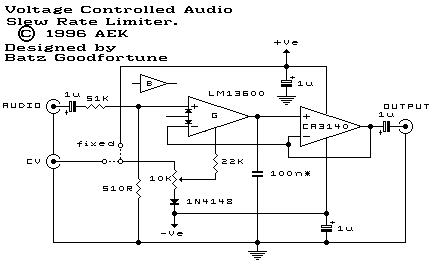 Voltage Controlled Audio
Slew Rate Limiter.
© 1996 AEK
Designed by
Batz Goodfortune
+Ve
B
1u
LM13600
AUDIO
1u
51K
+
G
-
OUTPUT
1u
+
CA3140
-
fixed
CV
22K
10K
100n*
510R
1N4148
-Ve
1u